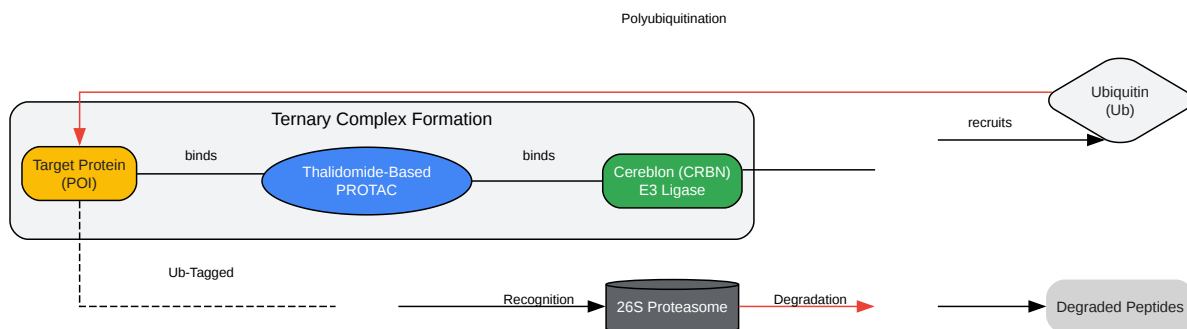 Polyubiquitination
Ubiquitin
(Ub)
Ternary Complex Formation
recruits
Target Protein
(POI)
binds
Thalidomide-Based
PROTAC
binds
Cereblon (CRBN)
E3 Ligase
Ub-Tagged
Recognition
26S Proteasome
Degradation
Degraded Peptides